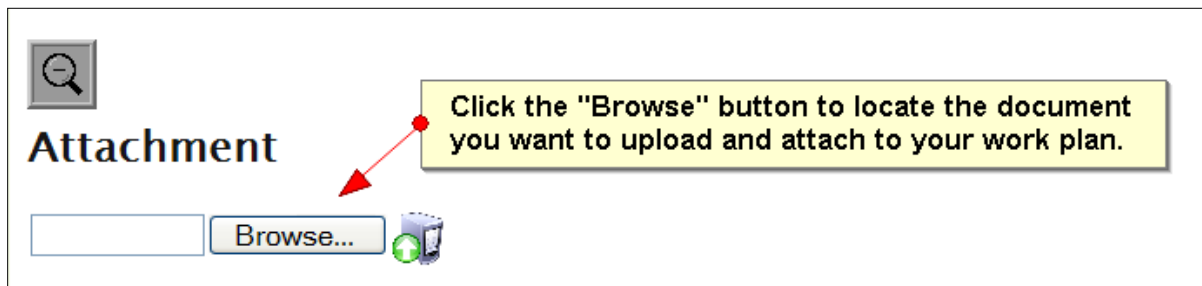 Click the "Browse" button to locate the document
you want to upload and attach to your work plan.
Attachment
Browse...